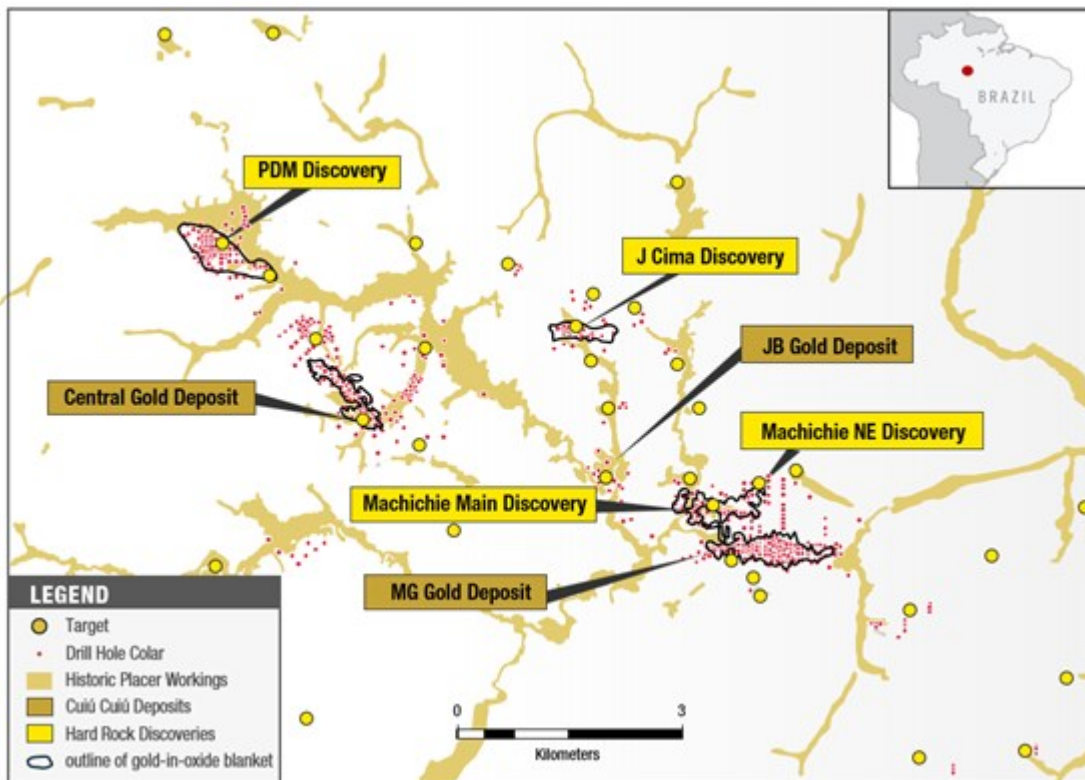 BRAZIL
PDM Discovery
J Cima Discovery
JB Gold Deposit
Central Gold Deposit
Machichie NE Discovery
Machichie Main Discovery
MG Gold Deposit
LEGEND
Target
Drill Hole Colar
Historic Placer Workings
Cuiú Cuiú Deposits
Hard Rock Discoveries
outline of gold-in-oxide blanket
0 3
Kilometers